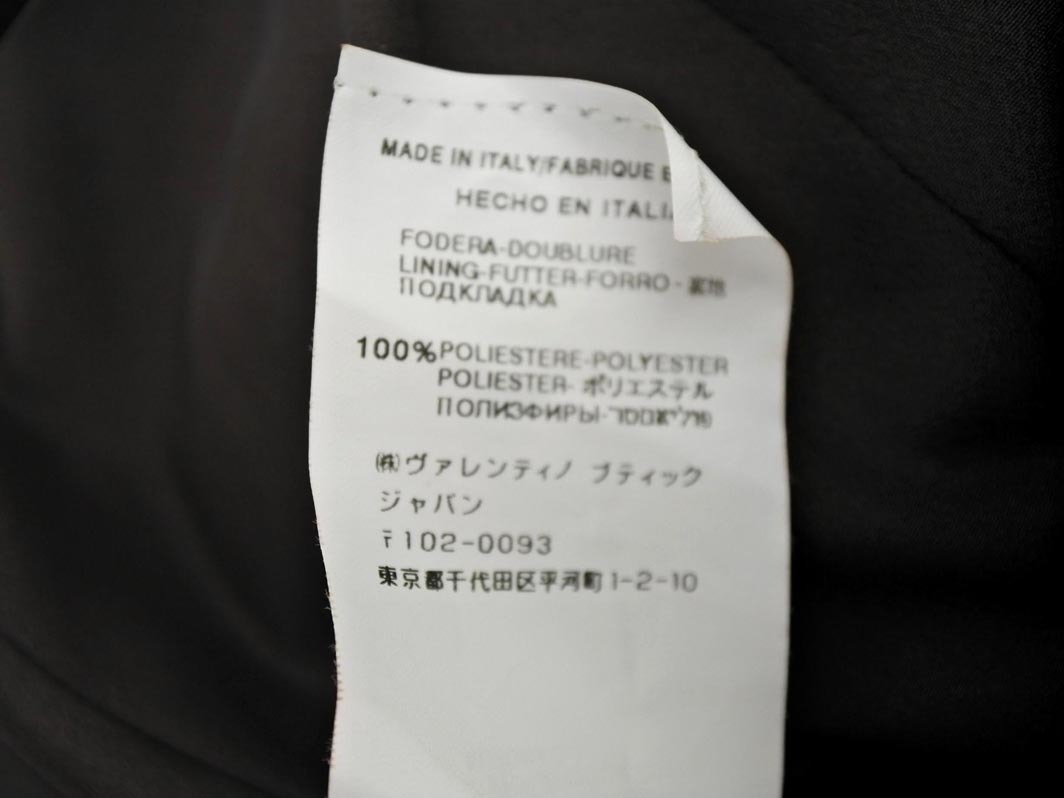 MADE IN ITALY/FABRIQUE
HECHO EN
FODERA-DOUBLURE
LINING-FUTTER-FORRO-裏地
ПОДКЛАДКА
100% POLIESTERE-POLYESTER
POLIESTER-ポリエステル
ПОЛИЭФИРЫ-
㈱ヴァレンティノ ブティック
ジャパン
〒102-0093
東京都千代田区平河町1-2-10